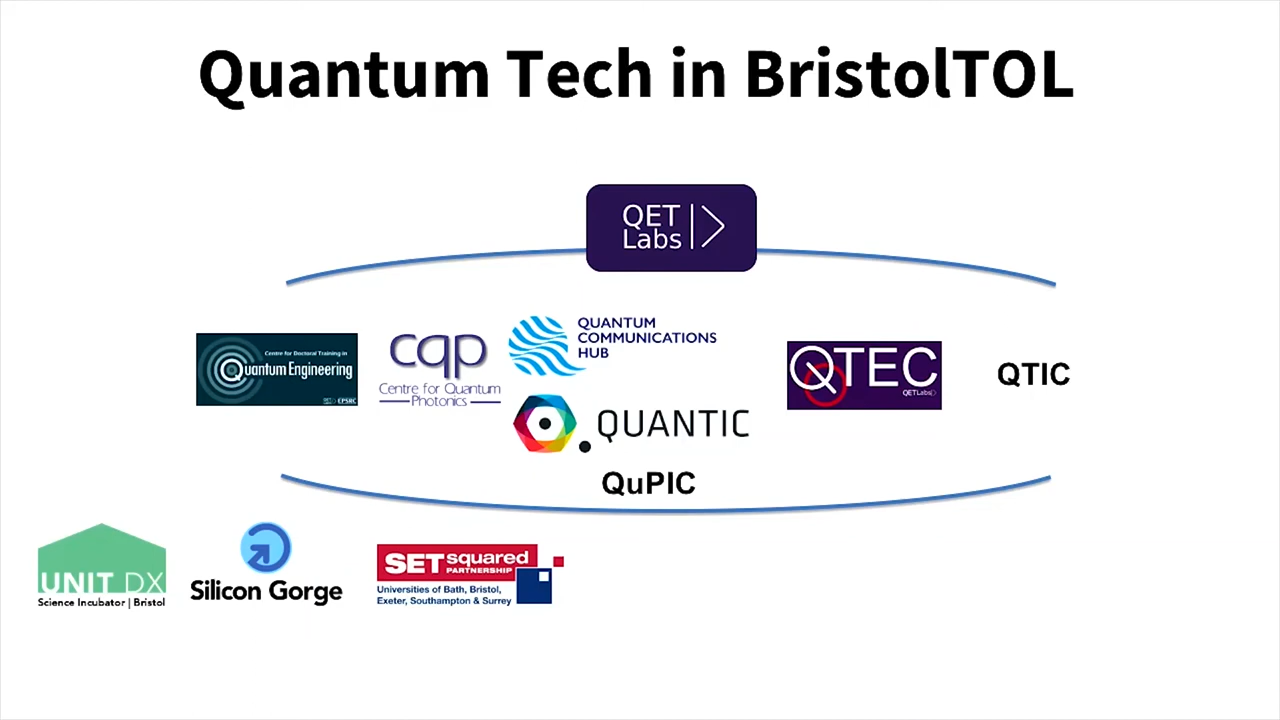 Quantum Tech in BristolTOL
QET
Labs
Centre for Doctoral Training in
Quantum Engineering
EPSRC
cqp
Centre for Quantum
Photonics
QUANTUM
COMMUNICATIONS
HUB
QUANTIC
QuPIC
QTEC
QETLabs
QTIC
UNIT DX
Science Incubator | Bristol
Silicon Gorge
SETsquared
PARTNERSHIP
Universities of Bath, Bristol,
Exeter, Southampton & Surrey